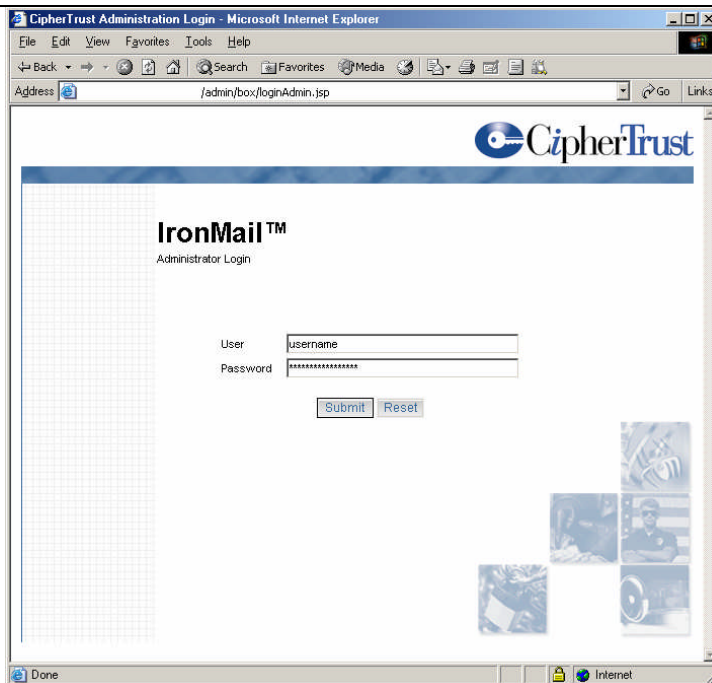 CipherTrust Administration Login - Microsoft Internet Explorer
File Edit View Favorites Tools Help
Back Search Favorites Media
Address /admin/box/loginAdmin.jsp Go Links
CipherTrust
IronMail™
Administrator Login
User username
Password ****************
Submit Reset
Done Internet